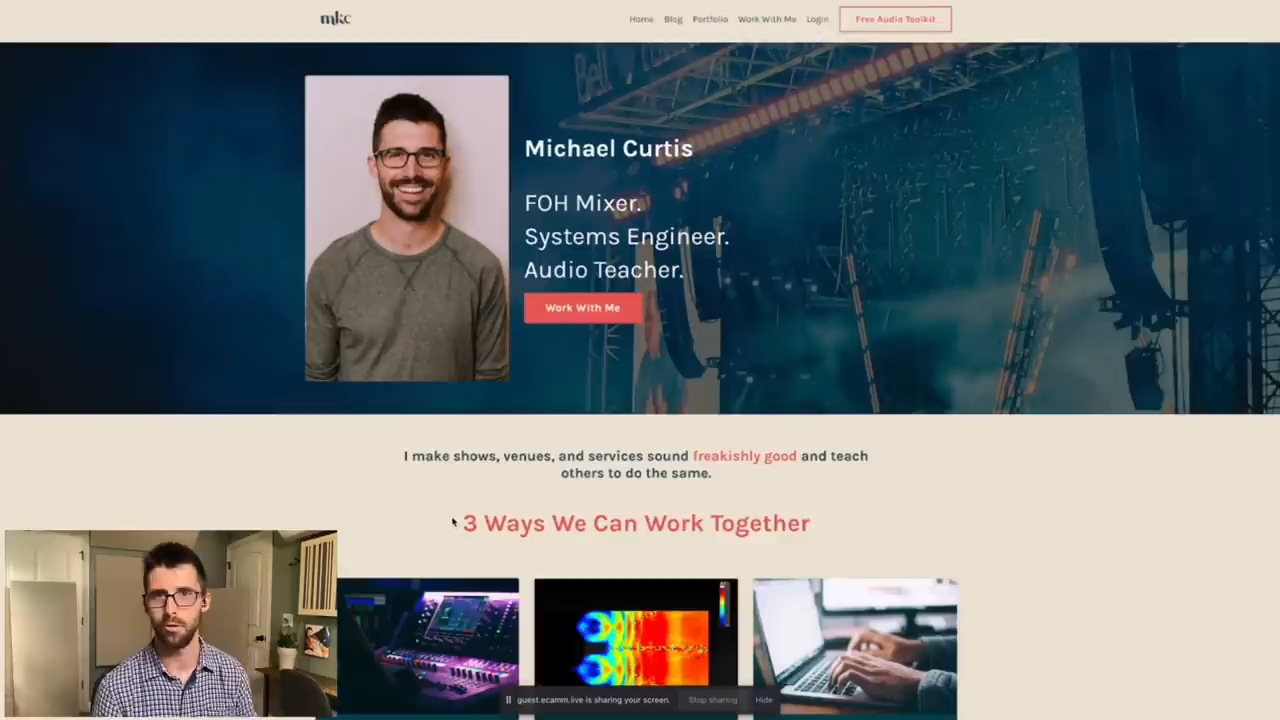 mkc
Home Blog Portfolio Work With Me Login Free Audio Toolkit
Michael Curtis
FOH Mixer.
Systems Engineer.
Audio Teacher.
Work With Me
I make shows, venues, and services sound freakishly good and teach
others to do the same.
3 Ways We Can Work Together
guest.ecamm.live is sharing your screen. Stop sharing Hide